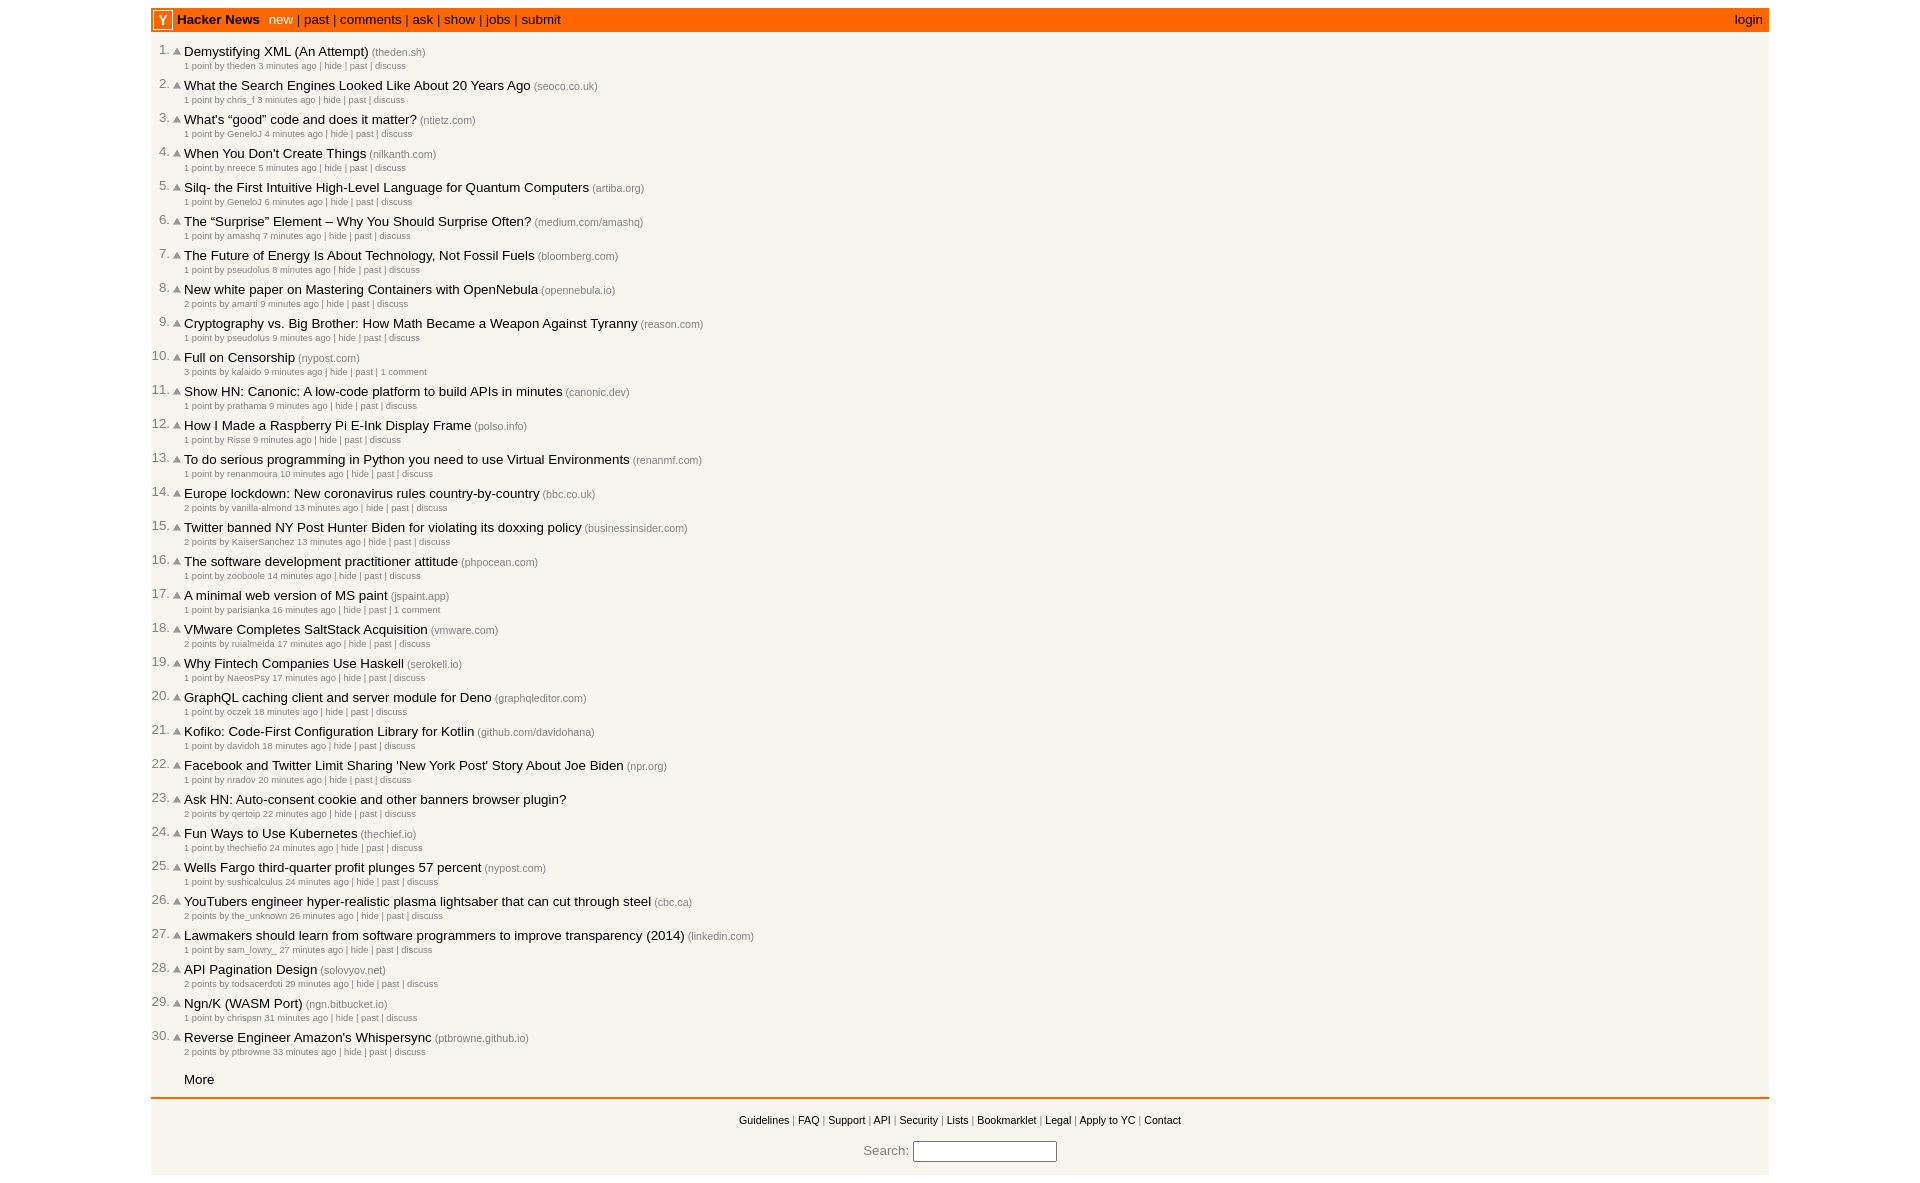 Y Hacker News new | past | comments | ask | show | jobs | submit login
1. Demystifying XML (An Attempt) (theden.sh)
1 point by theden 3 minutes ago | hide | past | discuss
2. What the Search Engines Looked Like About 20 Years Ago (seoco.co.uk)
1 point by chris_f 3 minutes ago | hide | past | discuss
3. What's “good” code and does it matter? (ntietz.com)
1 point by GeneloJ 4 minutes ago | hide | past | discuss
4. When You Don't Create Things (nilkanth.com)
1 point by nreece 5 minutes ago | hide | past | discuss
5. Silq- the First Intuitive High-Level Language for Quantum Computers (artiba.org)
1 point by GeneloJ 6 minutes ago | hide | past | discuss
6. The “Surprise” Element – Why You Should Surprise Often? (medium.com/amashq)
1 point by amashq 7 minutes ago | hide | past | discuss
7. The Future of Energy Is About Technology, Not Fossil Fuels (bloomberg.com)
1 point by pseudolus 8 minutes ago | hide | past | discuss
8. New white paper on Mastering Containers with OpenNebula (opennebula.io)
2 points by amarti 9 minutes ago | hide | past | discuss
9. Cryptography vs. Big Brother: How Math Became a Weapon Against Tyranny (reason.com)
1 point by pseudolus 9 minutes ago | hide | past | discuss
10. Full on Censorship (nypost.com)
3 points by kalaido 9 minutes ago | hide | past | 1 comment
11. Show HN: Canonic: A low-code platform to build APIs in minutes (canonic.dev)
1 point by prathama 9 minutes ago | hide | past | discuss
12. How I Made a Raspberry Pi E-Ink Display Frame (polso.info)
1 point by Risse 9 minutes ago | hide | past | discuss
13. To do serious programming in Python you need to use Virtual Environments (renanmf.com)
1 point by renanmoura 10 minutes ago | hide | past | discuss
14. Europe lockdown: New coronavirus rules country-by-country (bbc.co.uk)
2 points by vanilla-almond 13 minutes ago | hide | past | discuss
15. Twitter banned NY Post Hunter Biden for violating its doxxing policy (businessinsider.com)
2 points by KaiserSanchez 13 minutes ago | hide | past | discuss
16. The software development practitioner attitude (phpocean.com)
1 point by zooboole 14 minutes ago | hide | past | discuss
17. A minimal web version of MS paint (jspaint.app)
1 point by parisianka 16 minutes ago | hide | past | 1 comment
18. VMware Completes SaltStack Acquisition (vmware.com)
2 points by ruialmeida 17 minutes ago | hide | past | discuss
19. Why Fintech Companies Use Haskell (serokell.io)
1 point by NaeosPsy 17 minutes ago | hide | past | discuss
20. GraphQL caching client and server module for Deno (graphqleditor.com)
1 point by oczek 18 minutes ago | hide | past | discuss
21. Kofiko: Code-First Configuration Library for Kotlin (github.com/davidohana)
1 point by davidoh 18 minutes ago | hide | past | discuss
22. Facebook and Twitter Limit Sharing 'New York Post' Story About Joe Biden (npr.org)
1 point by nradov 20 minutes ago | hide | past | discuss
23. Ask HN: Auto-consent cookie and other banners browser plugin?
2 points by qertoip 22 minutes ago | hide | past | discuss
24. Fun Ways to Use Kubernetes (thechief.io)
1 point by thechiefio 24 minutes ago | hide | past | discuss
25. Wells Fargo third-quarter profit plunges 57 percent (nypost.com)
1 point by sushicalculus 24 minutes ago | hide | past | discuss
26. YouTubers engineer hyper-realistic plasma lightsaber that can cut through steel (cbc.ca)
2 points by the_unknown 26 minutes ago | hide | past | discuss
27. Lawmakers should learn from software programmers to improve transparency (2014) (linkedin.com)
1 point by sam_lowry_ 27 minutes ago | hide | past | discuss
28. API Pagination Design (solovyov.net)
2 points by todsacerdoti 29 minutes ago | hide | past | discuss
29. Ngn/K (WASM Port) (ngn.bitbucket.io)
1 point by chrispsn 31 minutes ago | hide | past | discuss
30. Reverse Engineer Amazon's Whispersync (ptbrowne.github.io)
2 points by ptbrowne 33 minutes ago | hide | past | discuss
More
Guidelines | FAQ | Support | API | Security | Lists | Bookmarklet | Legal | Apply to YC | Contact
Search: